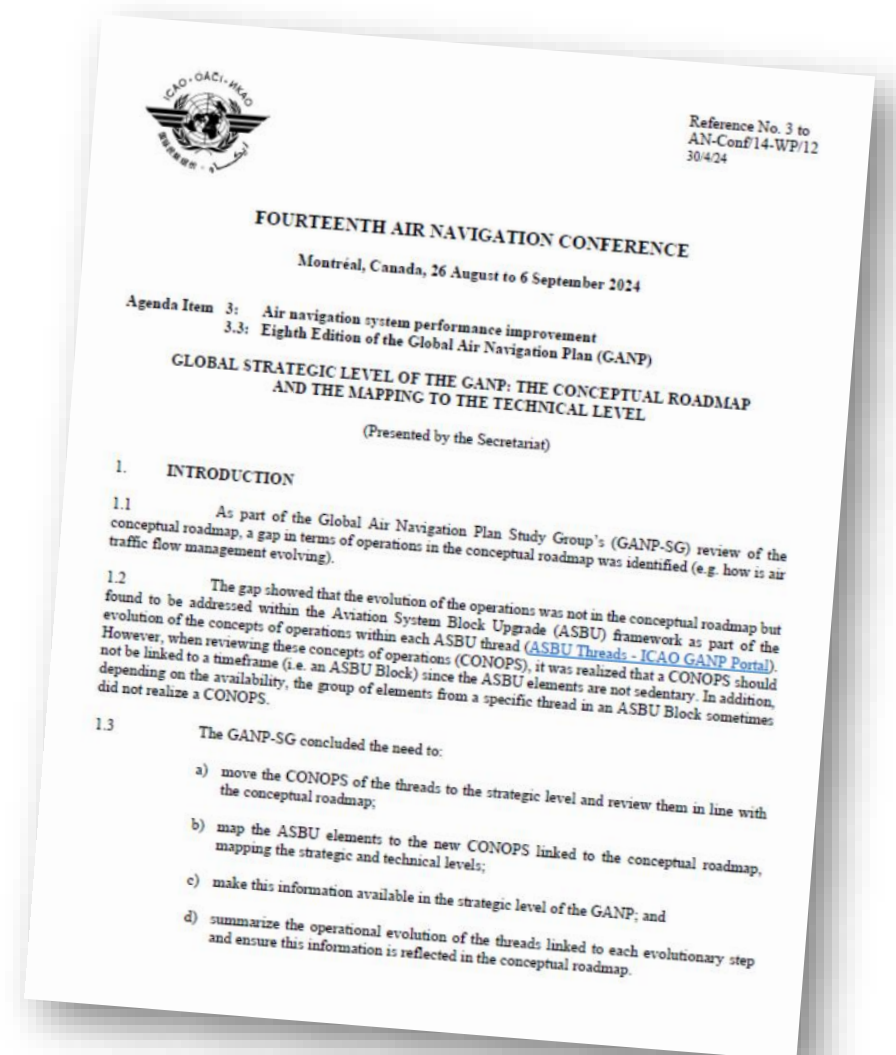 ICAO · OACI · ИКАО
Reference No. 3 to
AN-Conf/14-WP/12
30/4/24
FOURTEENTH AIR NAVIGATION CONFERENCE
Montréal, Canada, 26 August to 6 September 2024
Agenda Item 3: Air navigation system performance improvement
3.3: Eighth Edition of the Global Air Navigation Plan (GANP)
GLOBAL STRATEGIC LEVEL OF THE GANP: THE CONCEPTUAL ROADMAP
AND THE MAPPING TO THE TECHNICAL LEVEL
(Presented by the Secretariat)
1. INTRODUCTION
1.1 As part of the Global Air Navigation Plan Study Group's (GANP-SG) review of the
conceptual roadmap, a gap in terms of operations in the conceptual roadmap was identified (e.g. how is air
traffic flow management evolving).
1.2 The gap showed that the evolution of the operations was not in the conceptual roadmap but
found to be addressed within the Aviation System Block Upgrade (ASBU) framework as part of the
evolution of the concepts of operations within each ASBU thread (ASBU Threads - ICAO GANP Portal).
However, when reviewing these concepts of operations (CONOPS), it was realized that a CONOPS should
not be linked to a timeframe (i.e. an ASBU Block) since the ASBU elements are not sedentary. In addition,
depending on the availability, the group of elements from a specific thread in an ASBU Block sometimes
did not realize a CONOPS.
1.3 The GANP-SG concluded the need to:
a) move the CONOPS of the threads to the strategic level and review them in line with
the conceptual roadmap;
b) map the ASBU elements to the new CONOPS linked to the conceptual roadmap,
mapping the strategic and technical levels;
c) make this information available in the strategic level of the GANP; and
d) summarize the operational evolution of the threads linked to each evolutionary step
and ensure this information is reflected in the conceptual roadmap.